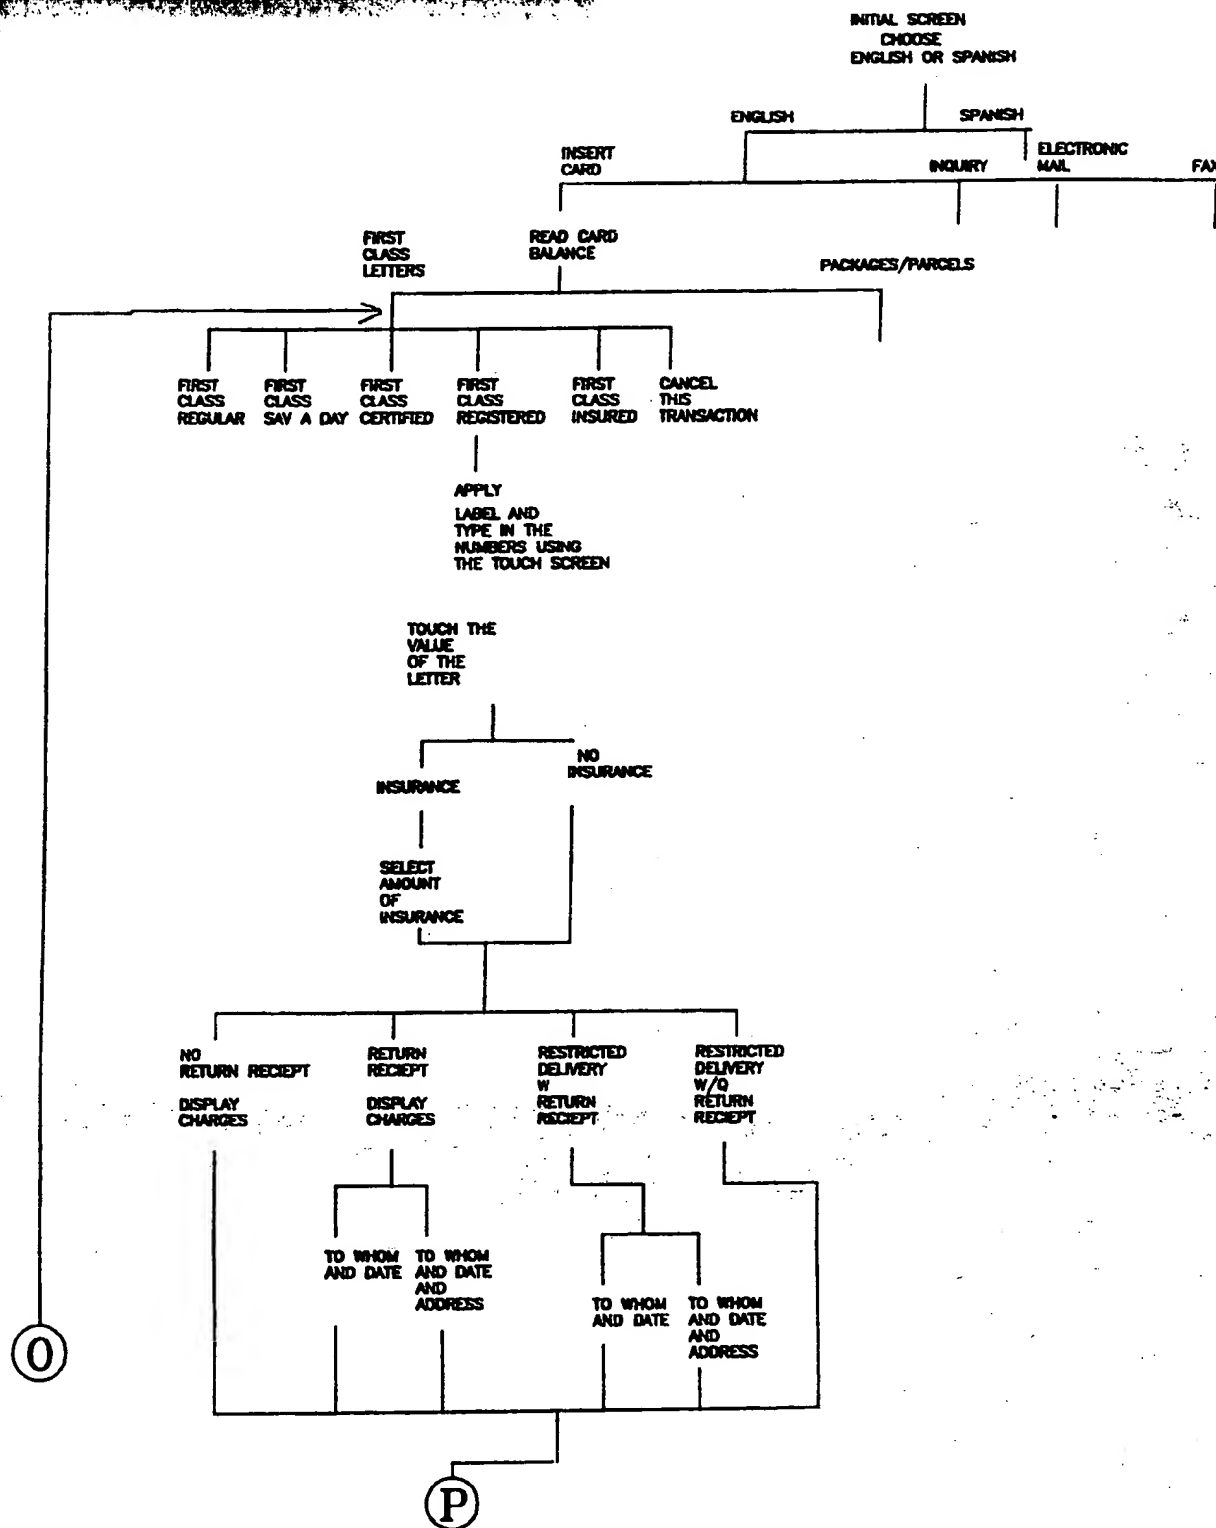 INITIAL SCREEN
CHOOSE
ENGLISH OR SPANISH
ENGLISH
SPANISH
INSERT
CARD
INQUIRY
ELECTRONIC
MAIL
FAX
FIRST
CLASS
LETTERS
READ CARD
BALANCE
PACKAGES/PARCELS
FIRST
CLASS
REGULAR
FIRST
CLASS
SAV A DAY
FIRST
CLASS
CERTIFIED
FIRST
CLASS
REGISTERED
FIRST
CLASS
INSURED
CANCEL
THIS
TRANSACTION
APPLY
LABEL AND
TYPE IN THE
NUMBERS USING
THE TOUCH SCREEN
TOUCH THE
VALUE
OF THE
LETTER
INSURANCE
NO
INSURANCE
SELECT
AMOUNT
OF
INSURANCE
NO
RETURN RECIEPT
DISPLAY
CHARGES
RETURN
RECIEPT
DISPLAY
CHARGES
RESTRICTED
DELIVERY
W
RETURN
RECIEPT
RESTRICTED
DELIVERY
W/O
RETURN
RECIEPT
TO WHOM
AND DATE
TO WHOM
AND DATE
AND
ADDRESS
TO WHOM
AND DATE
TO WHOM
AND DATE
AND
ADDRESS
O
P